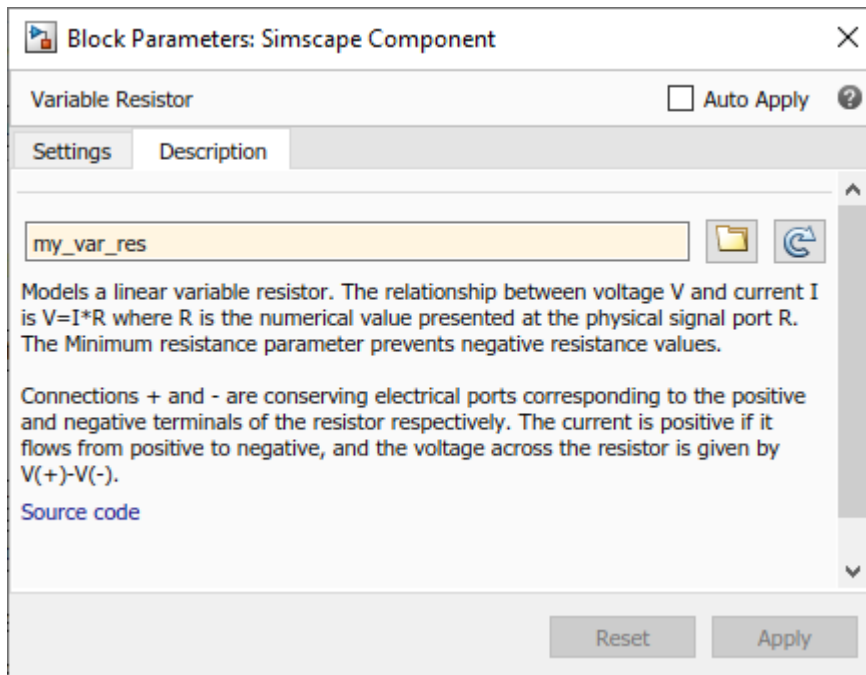 Block Parameters: Simscape Component
Variable Resistor
Auto Apply
Settings Description
my_var_res
Models a linear variable resistor. The relationship between voltage V and current I
is V=I*R where R is the numerical value presented at the physical signal port R.
The Minimum resistance parameter prevents negative resistance values.
Connections + and - are conserving electrical ports corresponding to the positive
and negative terminals of the resistor respectively. The current is positive if it
flows from positive to negative, and the voltage across the resistor is given by
V(+)-V(-).
Source code
Reset Apply